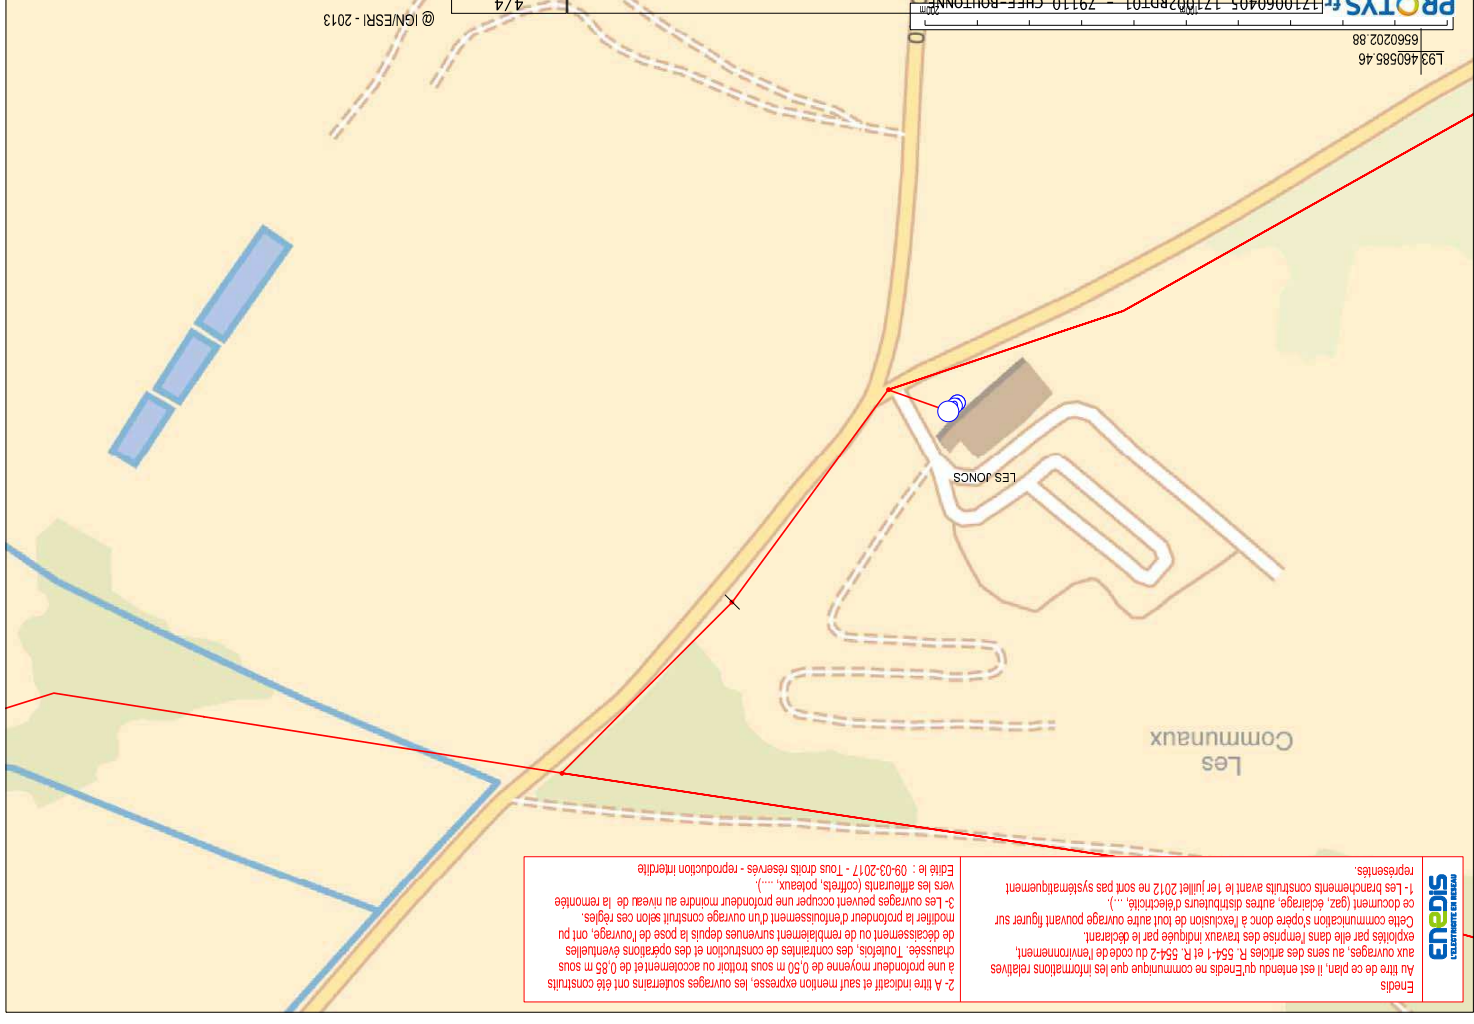 Enedis
Au titre de ce plan, il est entendu qu'Enedis ne communique que les informations relatives
aux ouvrages, au sens des articles R. 554-1 et R. 554-2 du code de l'environnement,
exploités par elle dans l'emprise des travaux indiquée par le déclarant.
Cette communication s'opère donc à l'exclusion de tout autre ouvrage pouvant figurer sur
ce document (gaz, éclairage, autres distributeurs d'électricité, ...).
1- Les branchements construits avant le 1er juillet 2012 ne sont pas systématiquement
représentés.
2- A titre indicatif et sauf mention expresse, les ouvrages souterrains ont été construits
à une profondeur moyenne de 0,50 m sous trottoir ou accotement et de 0,85 m sous
chaussée. Toutefois, des contraintes de construction et des opérations éventuelles
de décaissement ou de remblaiement survenues depuis la pose de l'ouvrage, ont pu
modifier la profondeur d'enfouissement d'un ouvrage construit selon ces règles.
3- Les ouvrages peuvent occuper une profondeur moindre au niveau de la remontée
vers les affleurants (coffrets, poteaux, ....).
Edité le : 09-03-2017 - Tous droits réservés - reproduction interdite
ENEDIS
L'ELECTRICITE EN RESEAU
Les
Communaux
LES JONCS
L93 460585.46
6560202.88
PROTYS.fr
100m
200m
1710060405.171002RDT01 - 79110 CHEF-BOUTONNE
4/4
@ IGN/ESRI - 2013